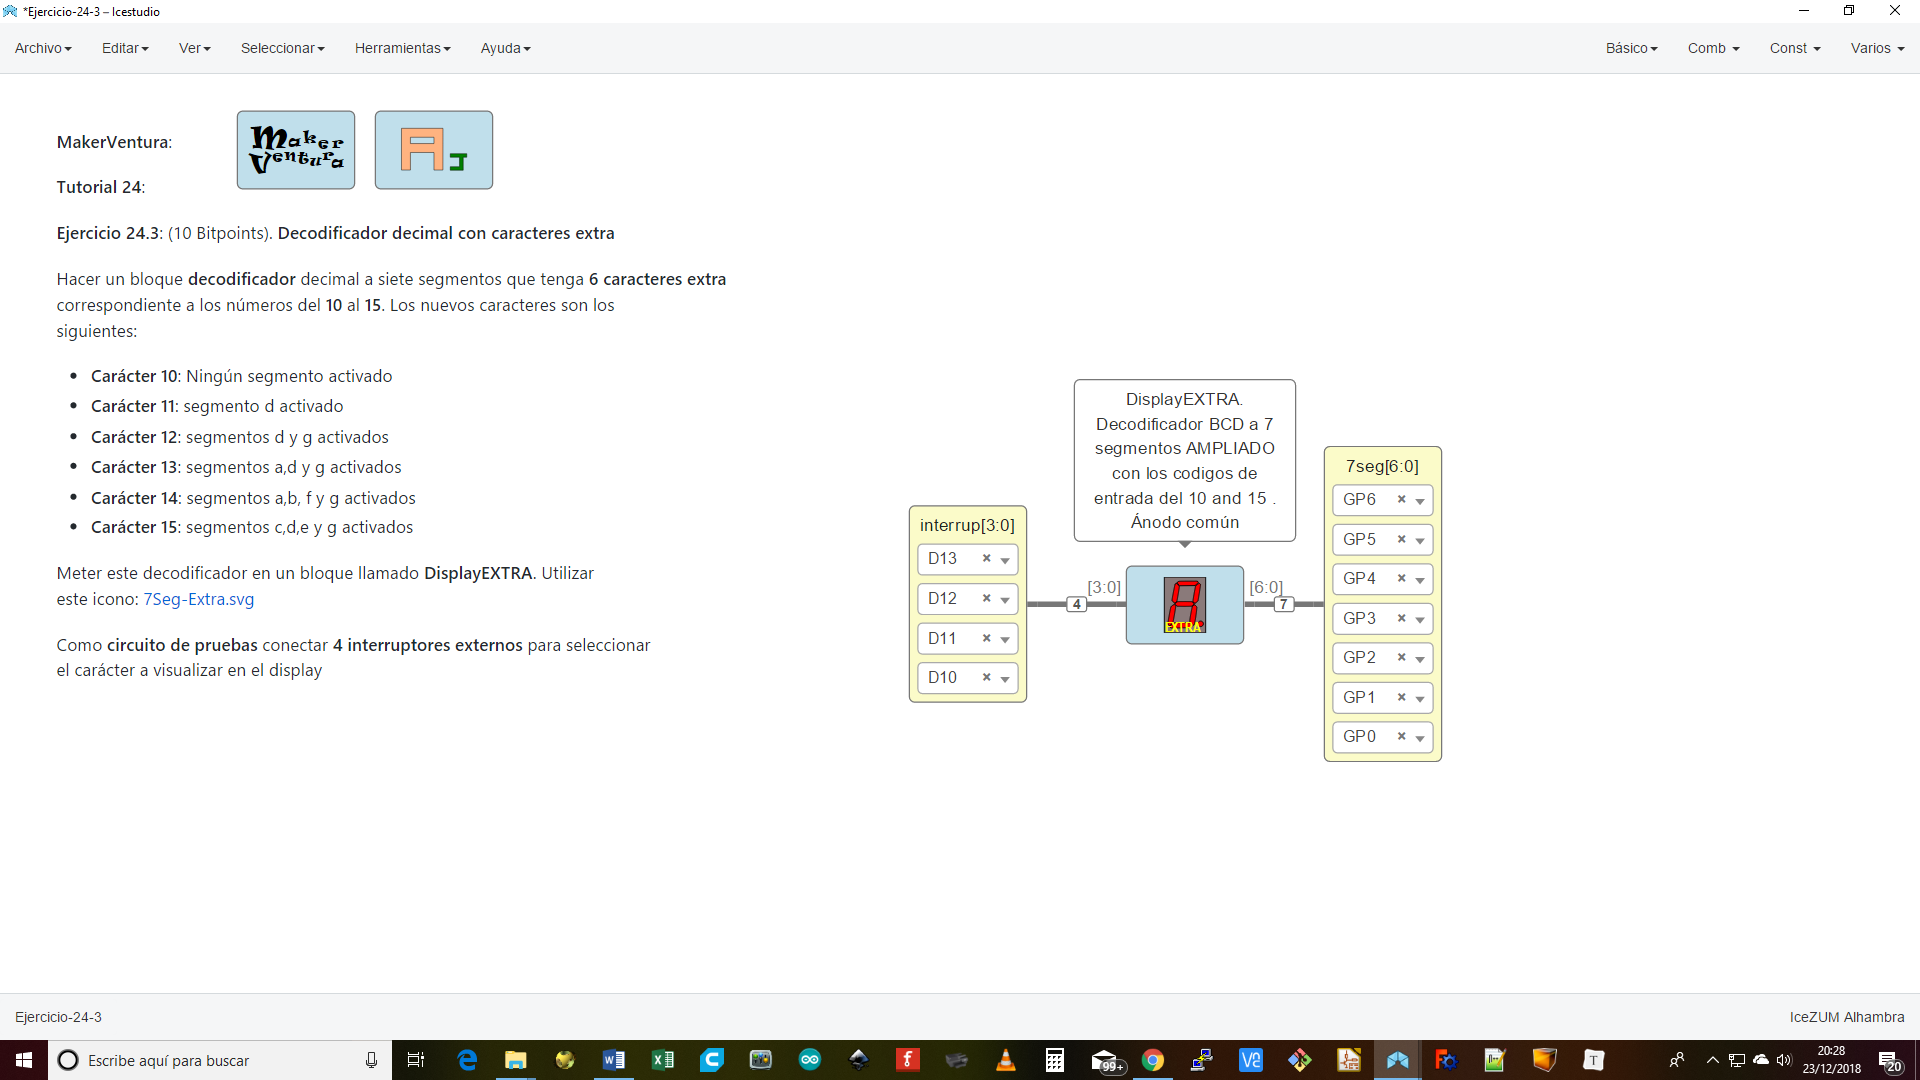 *Ejercicio-24-3 – Icestudio
Archivo Editar Ver Seleccionar Herramientas Ayuda Básico Comb Const Varios
MakerVentura:
Maker
Ventura
Tutorial 24:
Ejercicio 24.3: (10 Bitpoints). Decodificador decimal con caracteres extra
Hacer un bloque decodificador decimal a siete segmentos que tenga 6 caracteres extra
correspondiente a los números del 10 al 15. Los nuevos caracteres son los
siguientes:
• Carácter 10: Ningún segmento activado
• Carácter 11: segmento d activado
• Carácter 12: segmentos d y g activados
• Carácter 13: segmentos a,d y g activados
• Carácter 14: segmentos a,b, f y g activados
• Carácter 15: segmentos c,d,e y g activados
Meter este decodificador en un bloque llamado DisplayEXTRA. Utilizar
este icono: 7Seg-Extra.svg
Como circuito de pruebas conectar 4 interruptores externos para seleccionar
el carácter a visualizar en el display
interrup[3:0]
D13
D12
D11
D10
DisplayEXTRA.
Decodificador BCD a 7
segmentos AMPLIADO
con los codigos de
entrada del 10 and 15 .
Ánodo común
[3:0]
4
EXTRA
[6:0]
7
7seg[6:0]
GP6
GP5
GP4
GP3
GP2
GP1
GP0
Ejercicio-24-3
IceZUM Alhambra
Escribe aquí para buscar
99+
20:28
23/12/2018
20